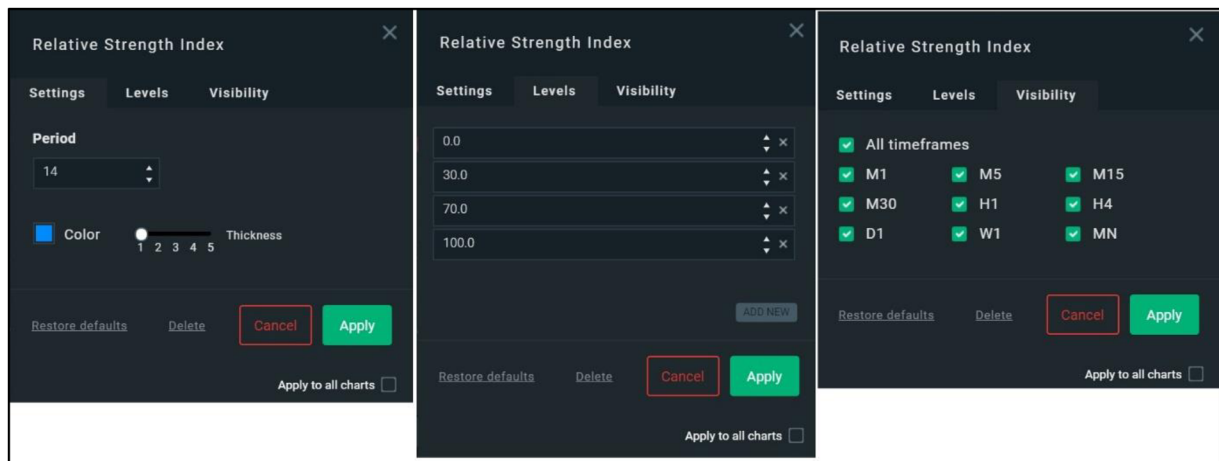 Relative Strength Index
Settings Levels Visibility
Period
14
Color
1 2 3 4 5
Thickness
Restore defaults Delete Cancel Apply
Apply to all charts
Relative Strength Index
Settings Levels Visibility
0.0
30.0
70.0
100.0
ADD NEW
Restore defaults Delete Cancel Apply
Apply to all charts
Relative Strength Index
Settings Levels Visibility
All timeframes
M1 M5 M15
M30 H1 H4
D1 W1 MN
Restore defaults Delete Cancel Apply
Apply to all charts